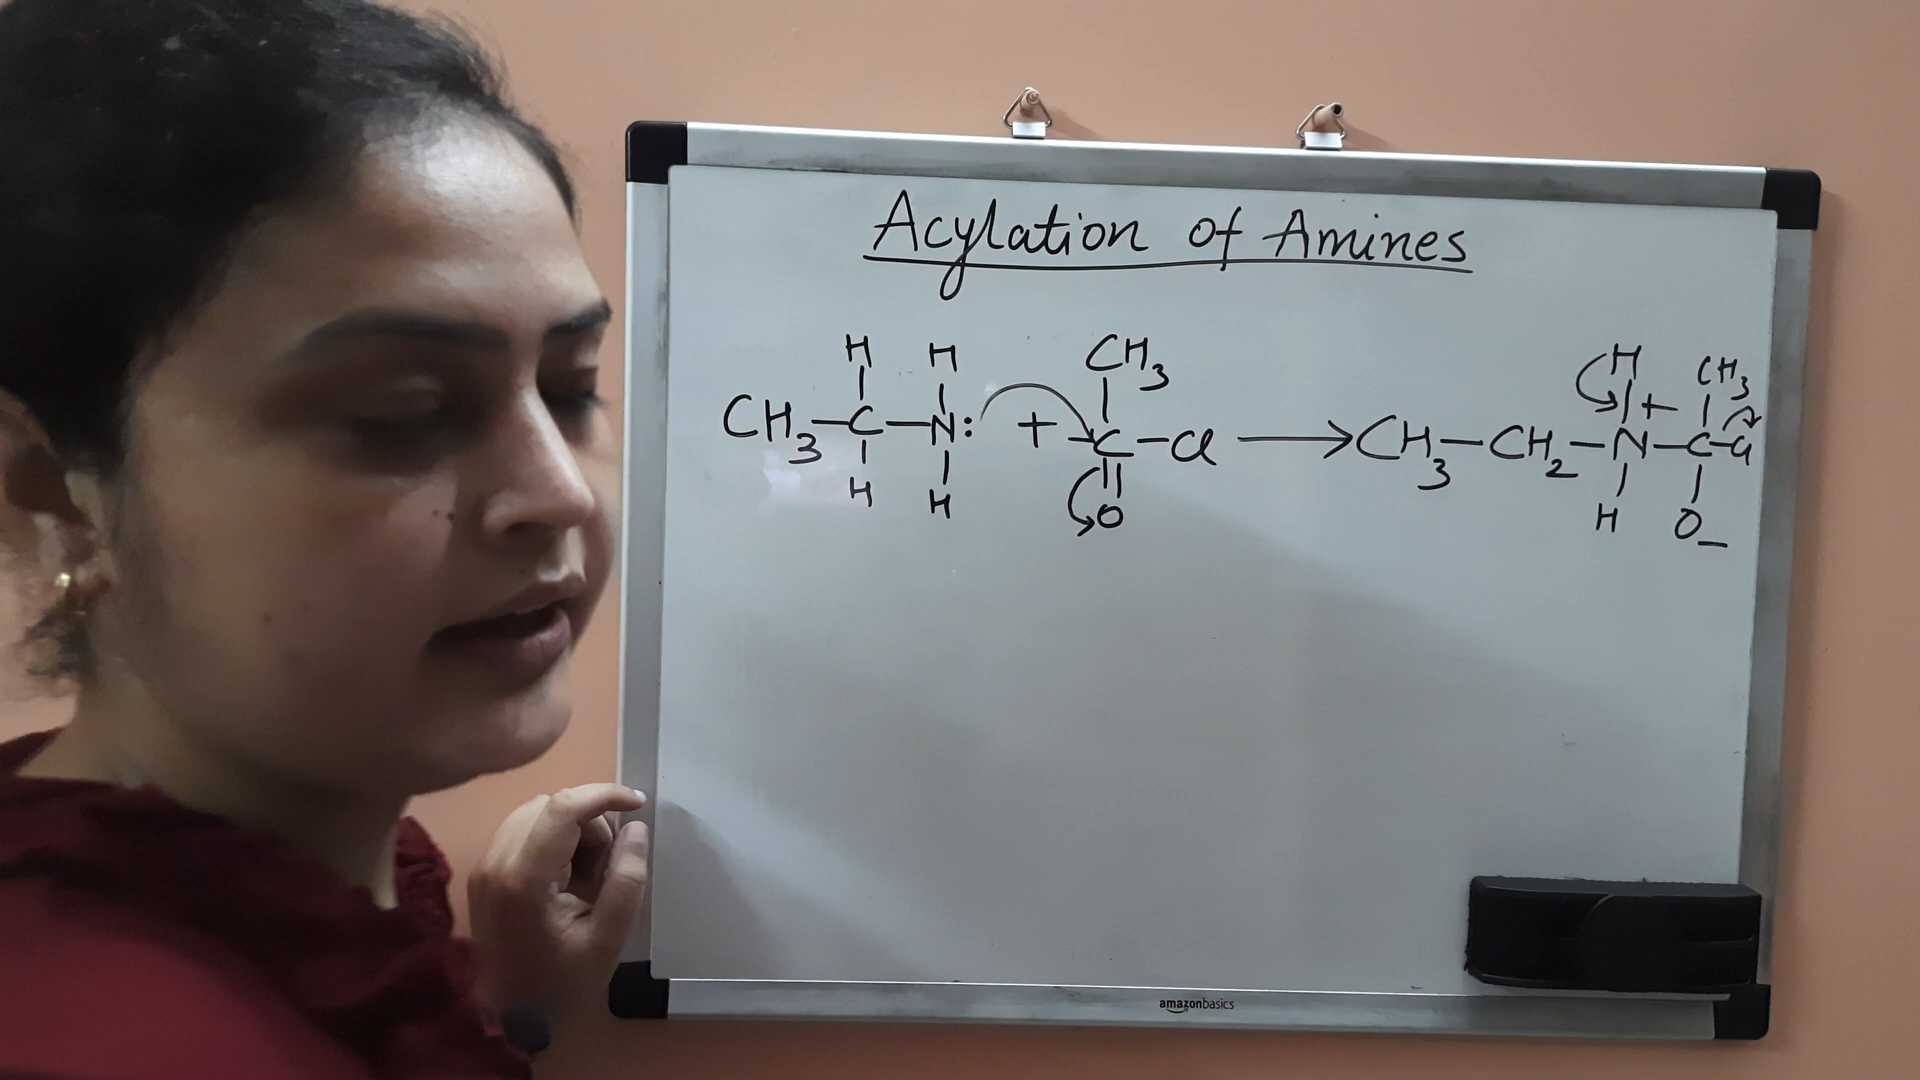 Acylation of Amines
H H CH3 H CH3
CH3-C-N: + -C-Cl → CH3-CH2-N+-C-Cl
H H O H O-
amazonbasics